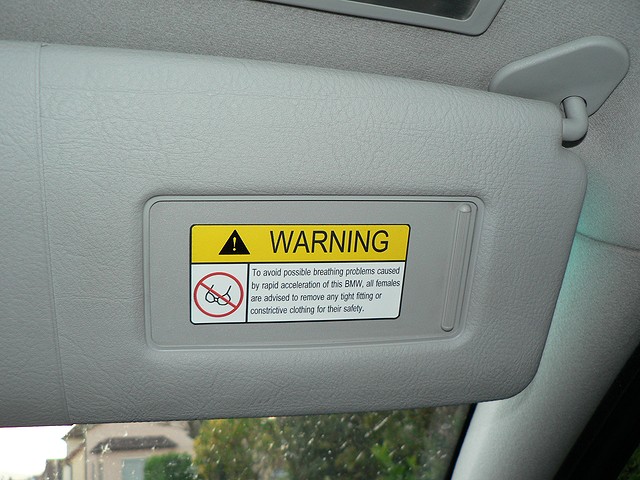 WARNING
To avoid possible breathing problems caused
by rapid acceleration of this BMW, all females
are advised to remove any tight fitting or
constrictive clothing for their safety.